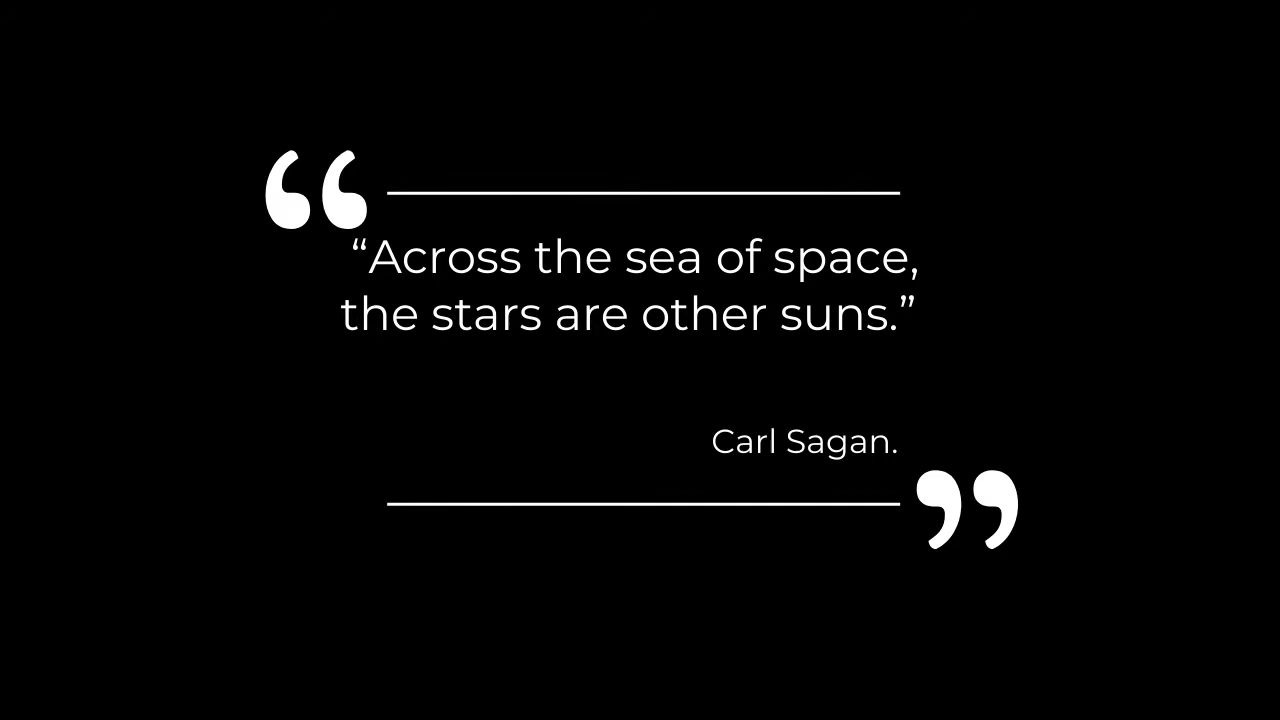 “Across the sea of space,
the stars are other suns.”
Carl Sagan.